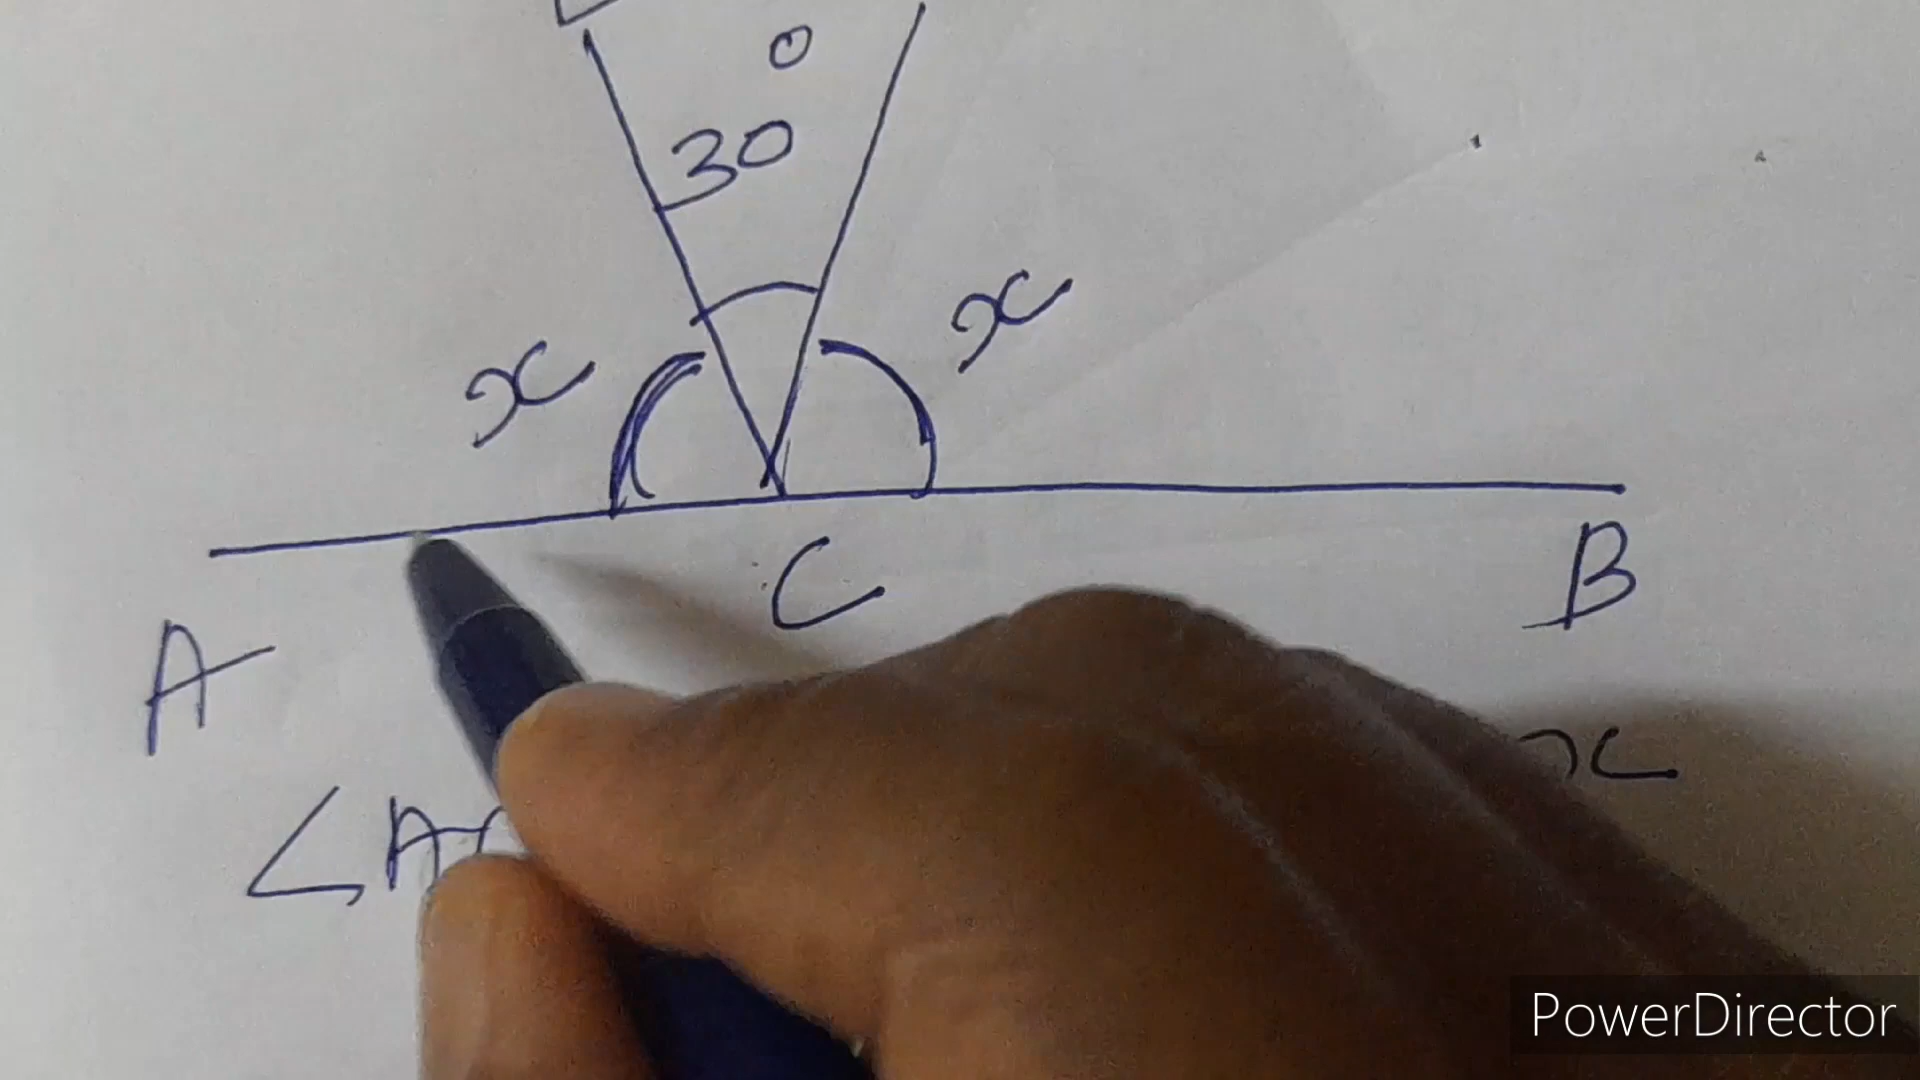 30°
x x
C B
A
x
∠A
PowerDirector